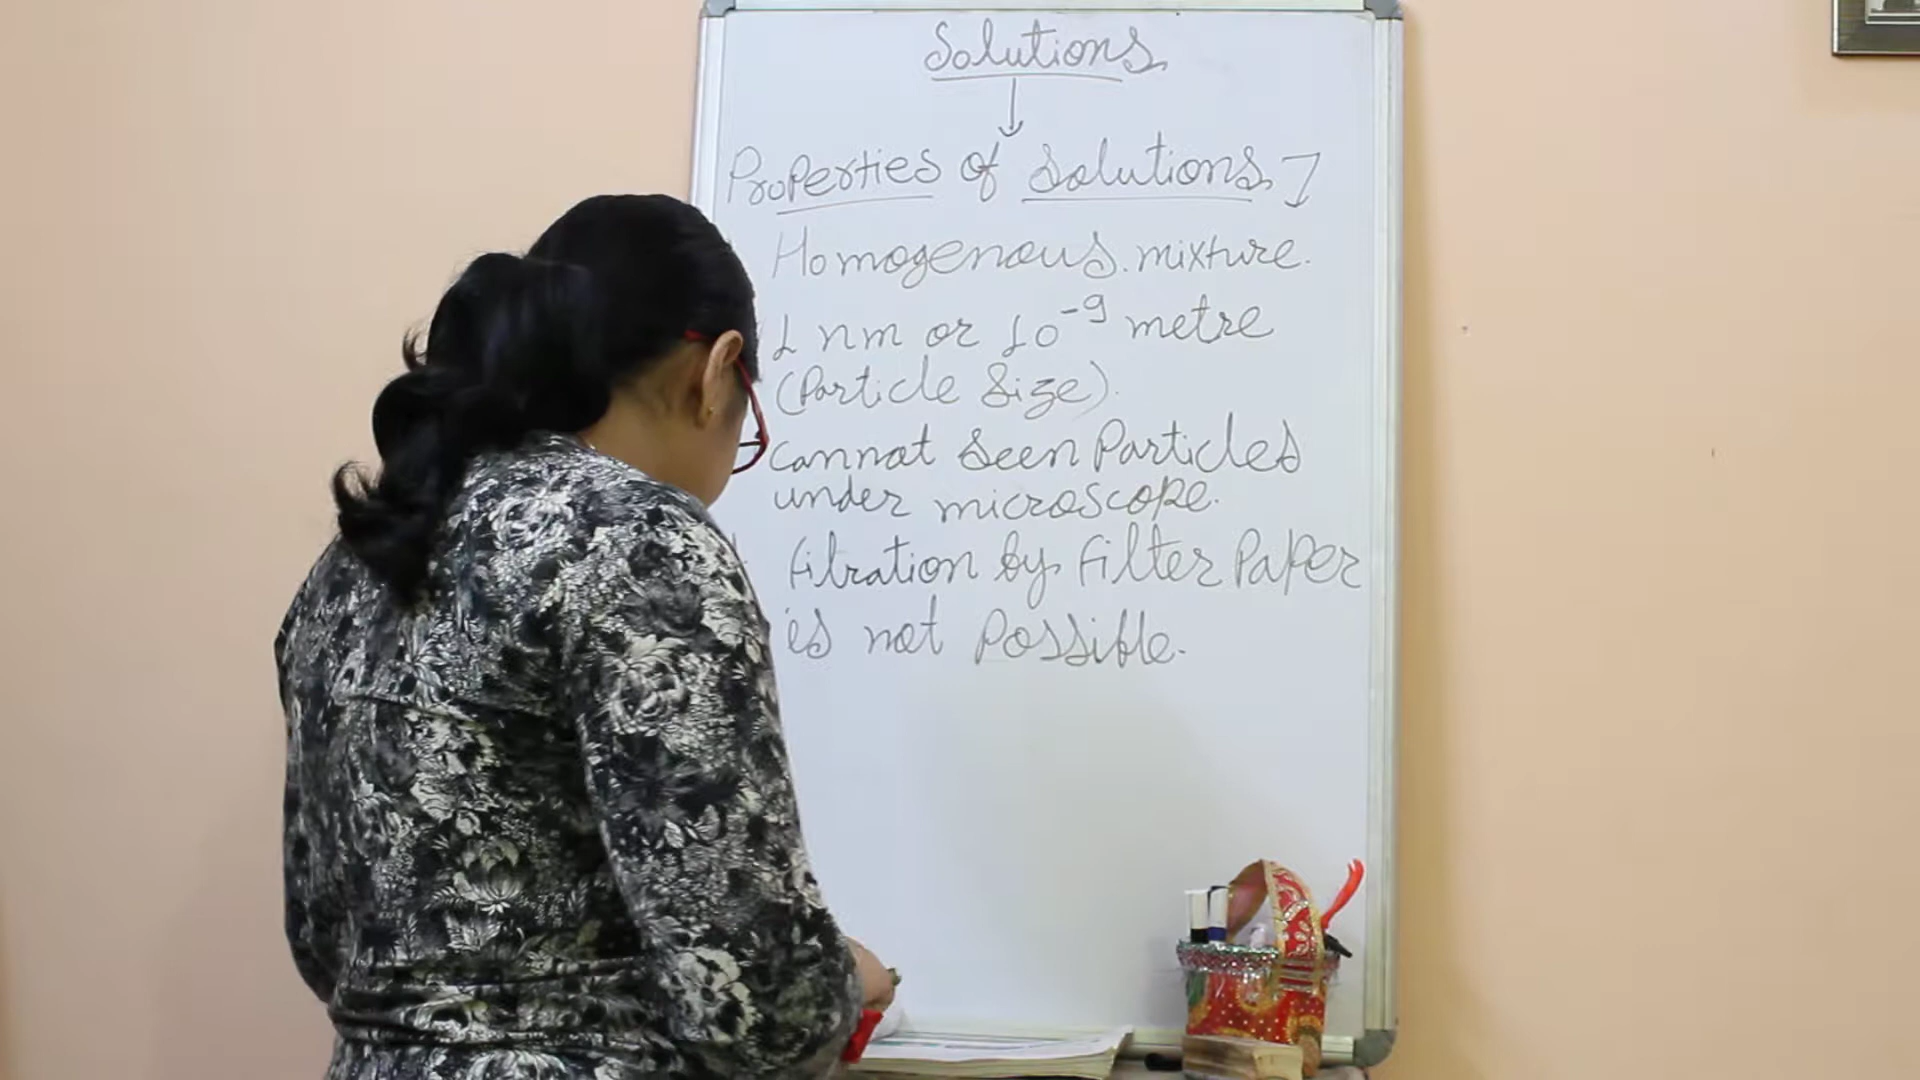 Solutions
Properties of solutions
Homogenous mixture.
1 nm or 10⁻⁹ metre
(Particle Size).
cannot seen Particles
under microscope.
filration by filter PaPer
is not Possible.